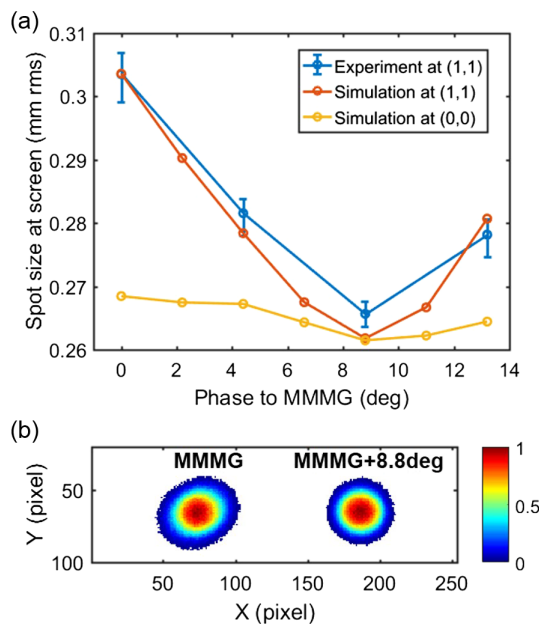 (a)
0.31
0.3
0.29
0.28
0.27
0.26
Spot size at screen (mm rms)
Experiment at (1,1)
Simulation at (1,1)
Simulation at (0,0)
0 2 4 6 8 10 12 14
Phase to MMMG (deg)
(b)
MMMG MMMG+8.8deg
50
100
Y (pixel)
50 100 150 200 250
X (pixel)
1
0.5
0